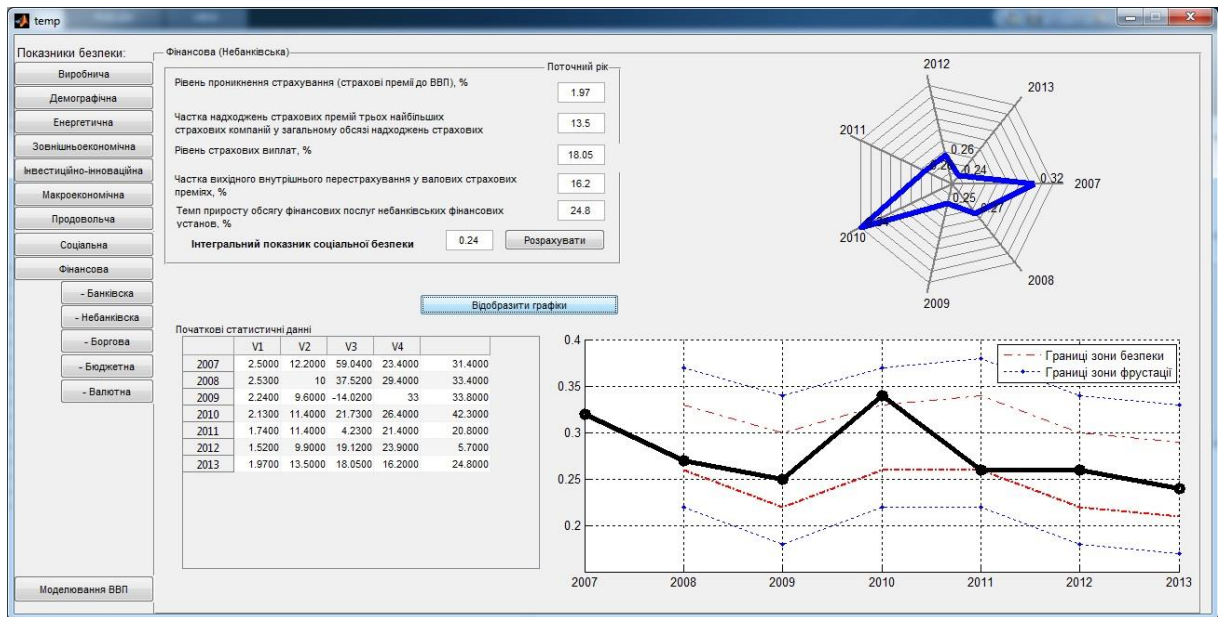 temp
Показники безпеки:
Виробнича
Демографічна
Енергетична
Зовнішньоекономічна
Інвестиційно-інноваційна
Макроекономічна
Продовольча
Соціальна
Фінансова
- Банківска
- Небанківска
- Боргова
- Бюджетна
- Валютна
Моделювання ВВП
Фінансова (Небанківська)
Поточний рік
Рівень проникнення страхування (страхові премії до ВВП), %
1.97
Частка надходжень страхових премій трьох найбільших
страхових компаній у загальному обсязі надходжень страхових
13.5
Рівень страхових виплат, %
18.05
Частка вихідного внутрішнього перестрахування у валових страхових
преміях, %
16.2
Темп приросту обсягу фінансових послуг небанківських фінансових
установ, %
24.8
Інтегральний показник соціальної безпеки
0.24
Розрахувати
Відобразити графіки
2012
2013
2011
0.26
0.24
0.32
2007
0.25
0.27
2010
2008
2009
Початкові статистичні данні
V1 V2 V3 V4
2007 2.5000 12.2000 59.0400 23.4000 31.4000
2008 2.5300 10 37.5200 29.4000 33.4000
2009 2.2400 9.6000 -14.0200 33 33.8000
2010 2.1300 11.4000 21.7300 26.4000 42.3000
2011 1.7400 11.4000 4.2300 21.4000 20.8000
2012 1.5200 9.9000 19.1200 23.9000 5.7000
2013 1.9700 13.5000 18.0500 16.2000 24.8000
0.4
0.35
0.3
0.25
0.2
Границі зони безпеки
Границі зони фрустації
2007 2008 2009 2010 2011 2012 2013